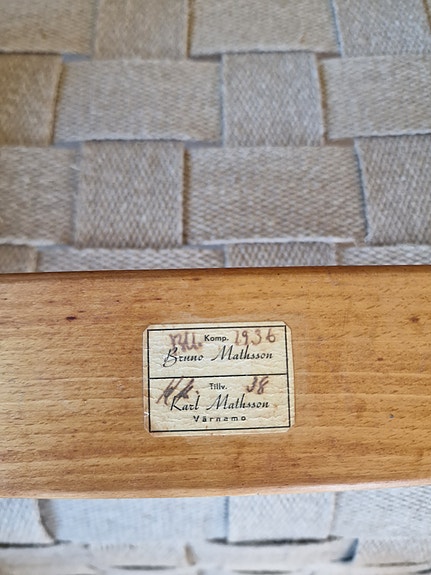 B.M. Komp. 1936
Bruno Mathsson
K.M. Tillv. 38
Karl Mathsson
Värnamo